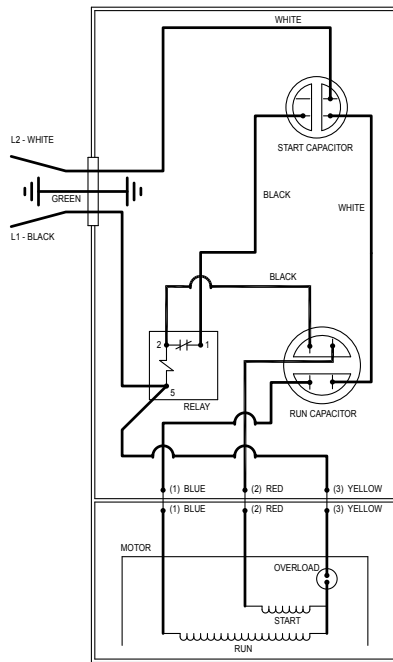 WHITE
L2 - WHITE
START CAPACITOR
GREEN
BLACK
WHITE
L1 - BLACK
BLACK
2
1
5
RELAY
RUN CAPACITOR
(1) BLUE
(2) RED
(3) YELLOW
(1) BLUE
(2) RED
(3) YELLOW
MOTOR
OVERLOAD
START
RUN